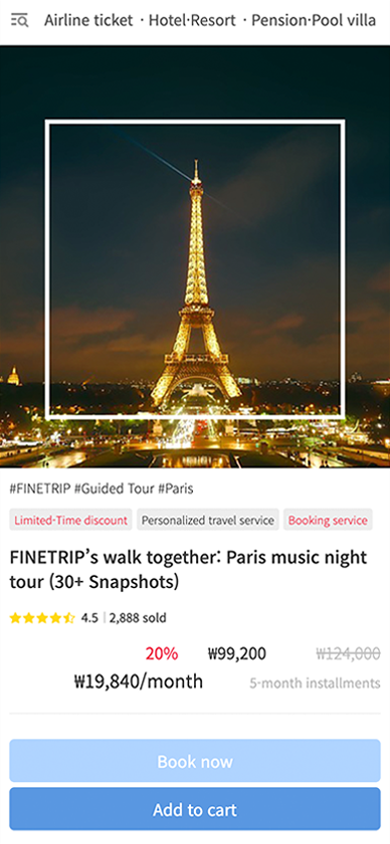 Airline ticket · Hotel·Resort · Pension·Pool villa
#FINETRIP #Guided Tour #Paris
Limited-Time discount Personalized travel service Booking service
FINETRIP's walk together: Paris music night
tour (30+ Snapshots)
4.5 | 2,888 sold
20% ₩99,200 ₩124,000
₩19,840/month 5-month installments
Book now
Add to cart